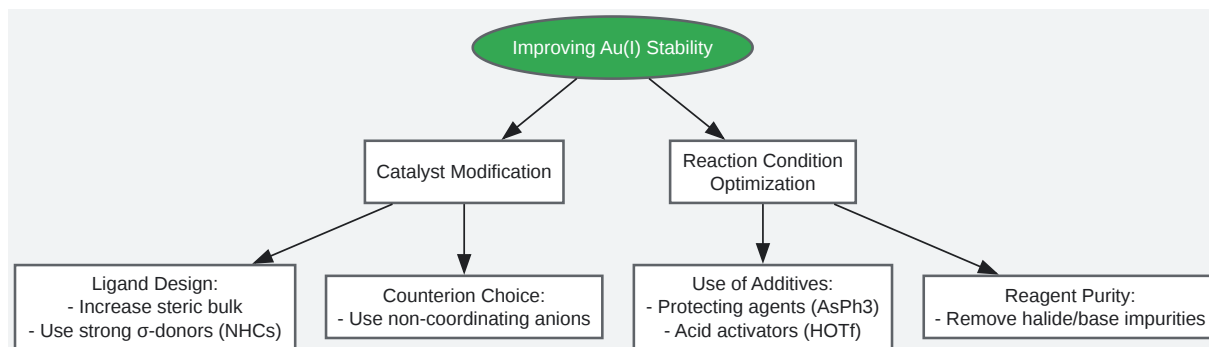 Improving Au(I) Stability
Catalyst Modification
Reaction Condition
Optimization
Ligand Design:
- Increase steric bulk
- Use strong σ-donors (NHCs)
Counterion Choice:
- Use non-coordinating anions
Use of Additives:
- Protecting agents (AsPh3)
- Acid activators (HOTf)
Reagent Purity:
- Remove halide/base impurities